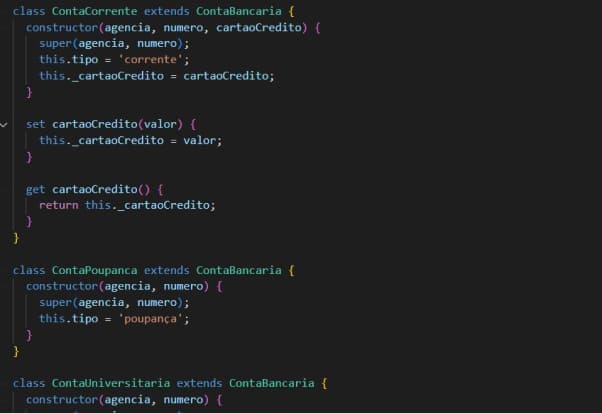 class ContaCorrente extends ContaBancaria {
  constructor(agencia, numero, cartaoCredito) {
    super(agencia, numero);
    this.tipo = 'corrente';
    this._cartaoCredito = cartaoCredito;
  }

  set cartaoCredito(valor) {
    this._cartaoCredito = valor;
  }

  get cartaoCredito() {
    return this._cartaoCredito;
  }
}

class ContaPoupanca extends ContaBancaria {
  constructor(agencia, numero) {
    super(agencia, numero);
    this.tipo = 'poupança';
  }
}

class ContaUniversitaria extends ContaBancaria {
  constructor(agencia, numero) {